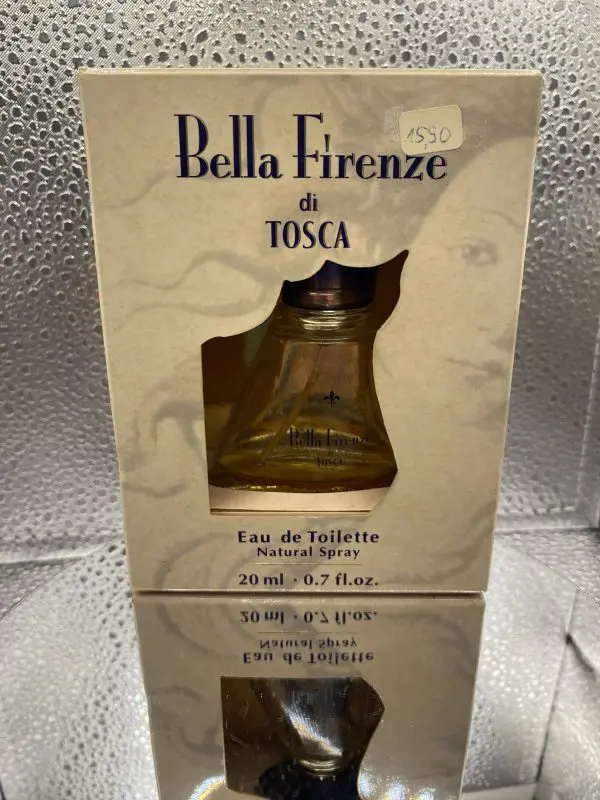 15,90
Bella Firenze
di
TOSCA
Bella Firenze
di
TOSCA
Eau de Toilette
Natural Spray
20 ml · 0.7 fl.oz.
20 ml · 0.7 fl.oz.
Natural Spray
Eau de Toilette